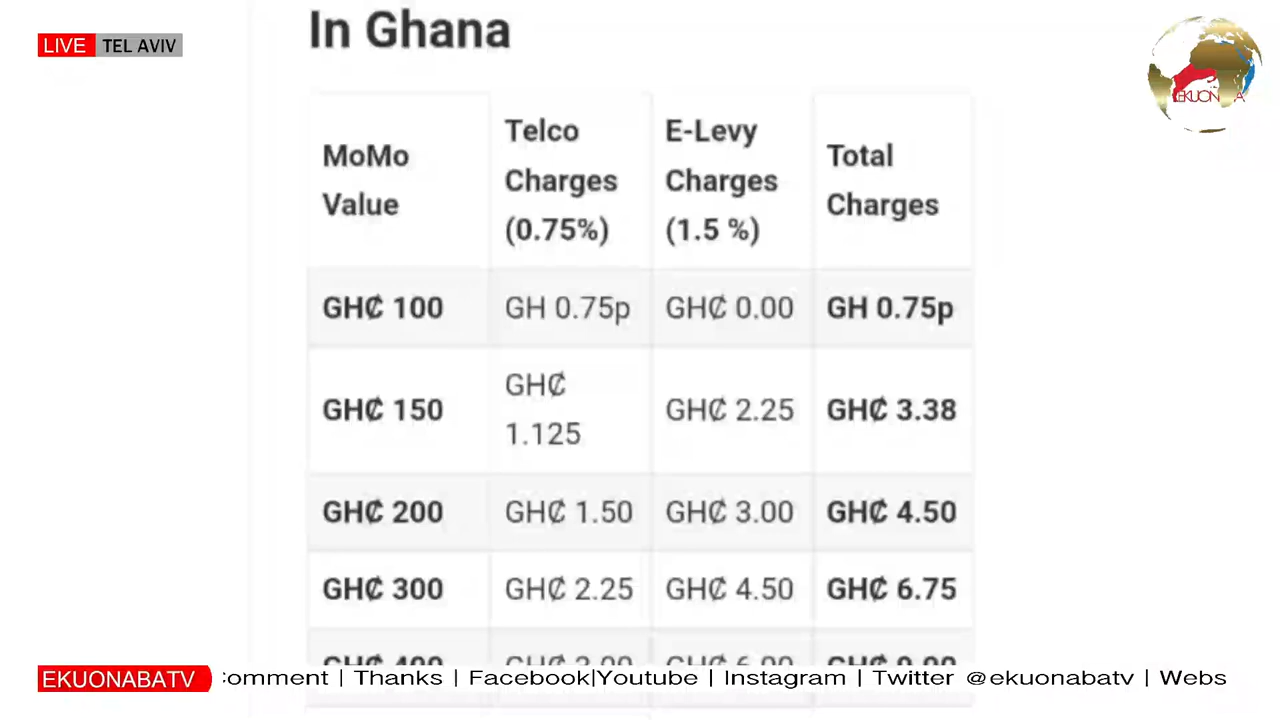 In Ghana
LIVE TEL AVIV
EKUON A
MoMo Value | Telco Charges (0.75%) | E-Levy Charges (1.5 %) | Total Charges
GH₵ 100 | GH 0.75p | GH₵ 0.00 | GH 0.75p
GH₵ 150 | GH₵ 1.125 | GH₵ 2.25 | GH₵ 3.38
GH₵ 200 | GH₵ 1.50 | GH₵ 3.00 | GH₵ 4.50
GH₵ 300 | GH₵ 2.25 | GH₵ 4.50 | GH₵ 6.75
EKUONABATV
omment | Thanks | Facebook|Youtube | Instagram | Twitter @ekuonabatv | Webs